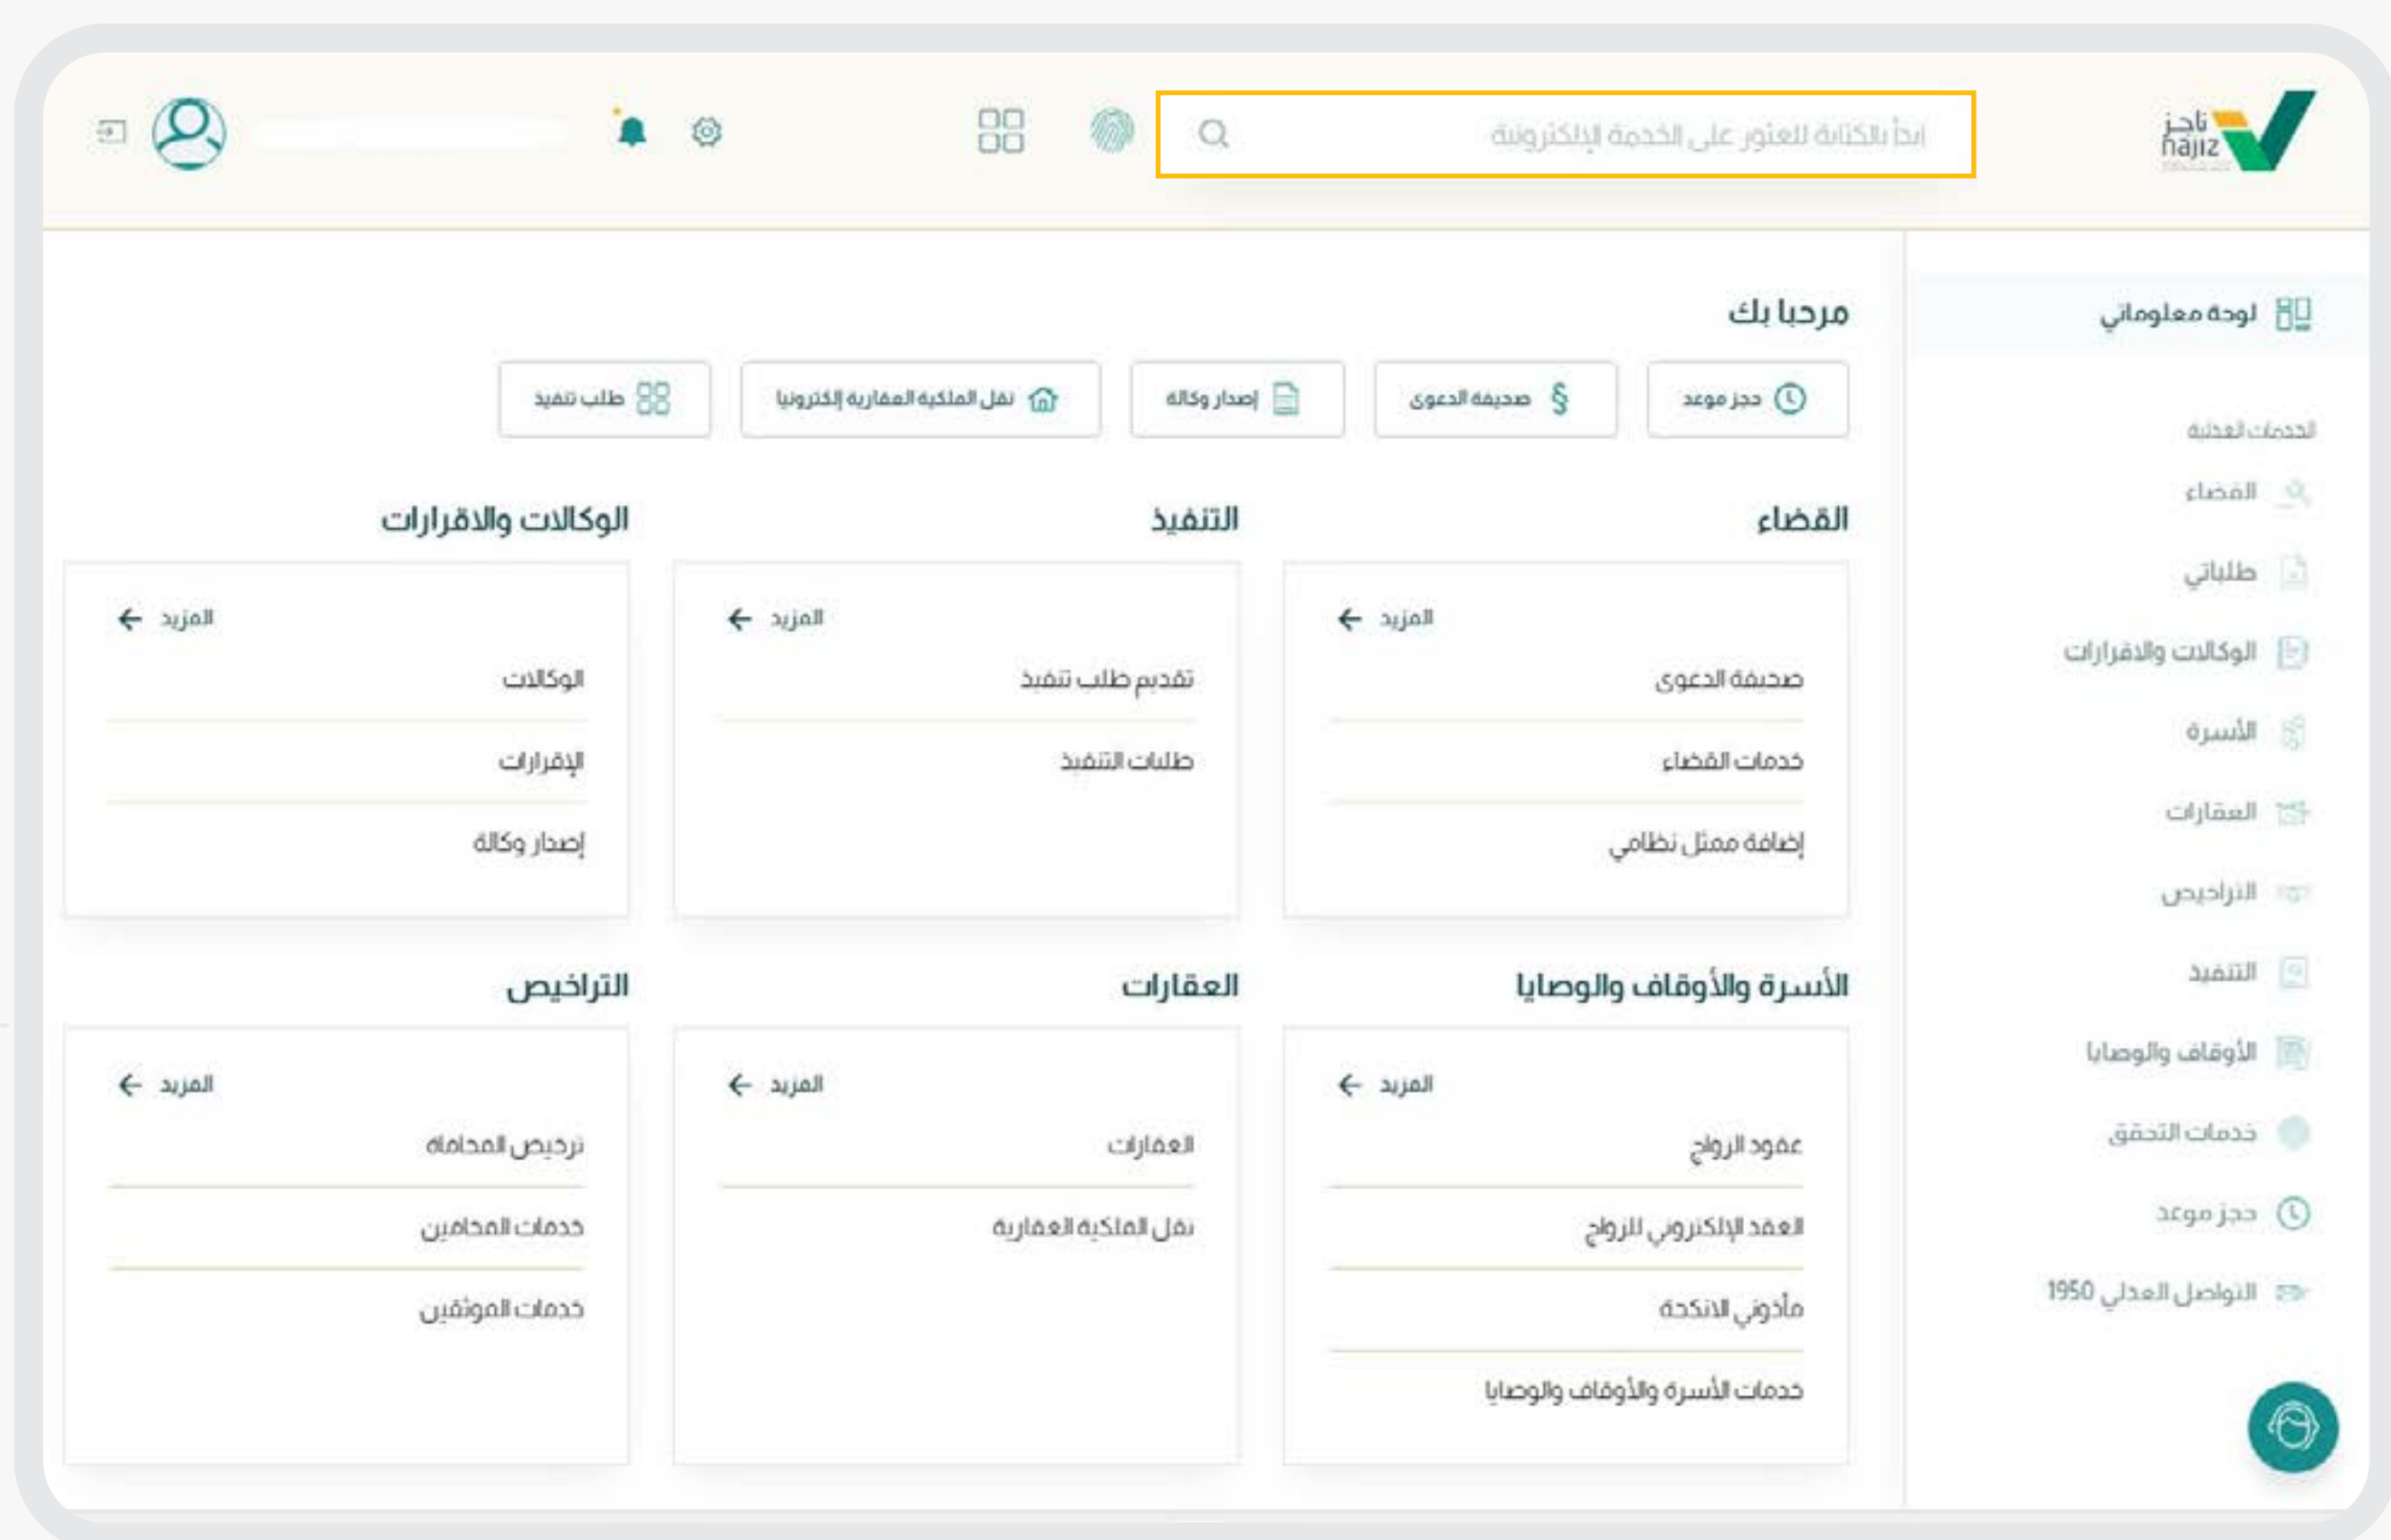 ناجز
najiz
ابدأ بالكتابة للعثور على الخدمة الإلكترونية
لوحة معلوماتي
الخدمات العدلية
القضاء
طلباتي
الوكالات والاقرارات
الأسرة
العقارات
التراخيص
التنفيذ
الأوقاف والوصايا
خدمات التحقق
حجز موعد
التواصل العدلي 1950
مرحبا بك
حجز موعد
صحيفة الدعوى
إصدار وكالة
نقل الملكية العقارية إلكترونيا
طلب تنفيذ
القضاء
المزيد
صحيفة الدعوى
خدمات القضاء
إضافة ممثل نظامي
التنفيذ
المزيد
تقديم طلب تنفيذ
طلبات التنفيذ
الوكالات والاقرارات
المزيد
الوكالات
الإقرارات
إصدار وكالة
الأسرة والأوقاف والوصايا
المزيد
عقود الزواج
العقد الإلكتروني للزواج
مأذوني الانكحة
خدمات الأسرة والأوقاف والوصايا
العقارات
المزيد
العقارات
نقل الملكية العقارية
التراخيص
المزيد
ترخيص المحاماة
خدمات المحامين
خدمات الموثقين